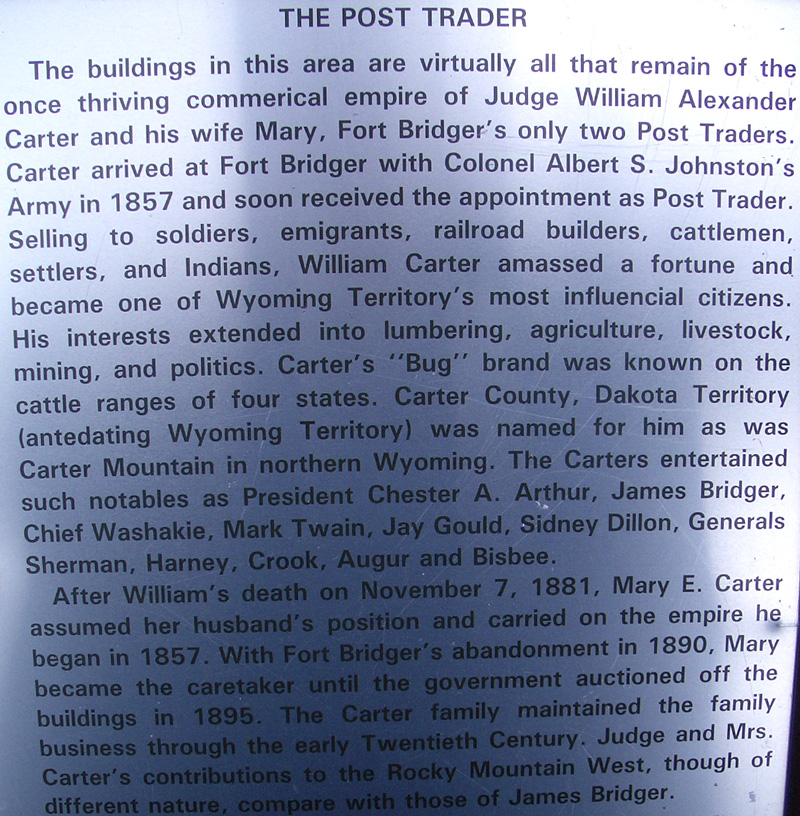 THE POST TRADER
The buildings in this area are virtually all that remain of the
once thriving commerical empire of Judge William Alexander
Carter and his wife Mary, Fort Bridger's only two Post Traders.
Carter arrived at Fort Bridger with Colonel Albert S. Johnston's
Army in 1857 and soon received the appointment as Post Trader.
Selling to soldiers, emigrants, railroad builders, cattlemen,
settlers, and Indians, William Carter amassed a fortune and
became one of Wyoming Territory's most influencial citizens.
His interests extended into lumbering, agriculture, livestock,
mining, and politics. Carter's "Bug" brand was known on the
cattle ranges of four states. Carter County, Dakota Territory
(antedating Wyoming Territory) was named for him as was
Carter Mountain in northern Wyoming. The Carters entertained
such notables as President Chester A. Arthur, James Bridger,
Chief Washakie, Mark Twain, Jay Gould, Sidney Dillon, Generals
Sherman, Harney, Crook, Augur and Bisbee.
After William's death on November 7, 1881, Mary E. Carter
assumed her husband's position and carried on the empire he
began in 1857. With Fort Bridger's abandonment in 1890, Mary
became the caretaker until the government auctioned off the
buildings in 1895. The Carter family maintained the family
business through the early Twentieth Century. Judge and Mrs.
Carter's contributions to the Rocky Mountain West, though of
different nature, compare with those of James Bridger.